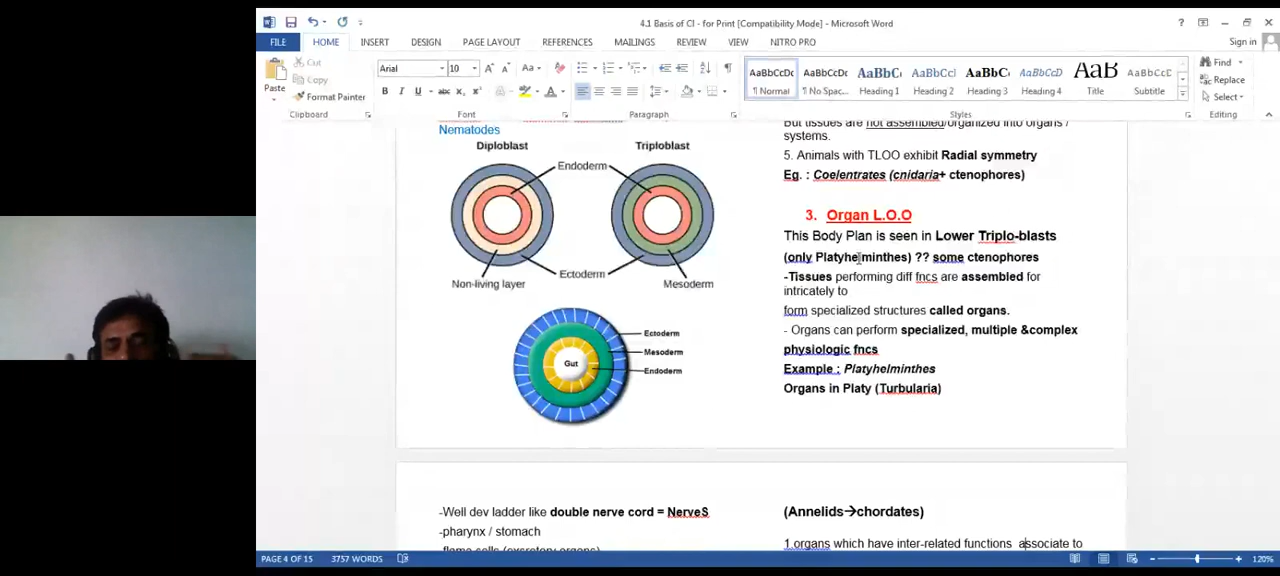 4.1 Basis of Cl - for Print [Compatibility Mode] - Microsoft Word
FILE HOME INSERT DESIGN PAGE LAYOUT REFERENCES MAILINGS REVIEW VIEW NITRO PRO
Sign in
Cut
Copy
Format Painter
Paste
Clipboard
Arial 10
Font
Paragraph
AaBbCcDc AaBbCcDc AaBbC AaBbCcI AaBbC AaBbCcD AaB AaBbCcE
¶ Normal ¶ No Spac... Heading 1 Heading 2 Heading 3 Heading 4 Title Subtitle
Styles
Find
Replace
Select
Editing
Nematodes
Diploblast Triploblast
Endoderm
Ectoderm
Non-living layer
Mesoderm
Ectoderm
Mesoderm
Endoderm
Gut
-Well dev ladder like double nerve cord = NerveS
-pharynx / stomach
-flame cells (excretory organs)
But tissues are not assembled/organized into organs /
systems.
5. Animals with TLOO exhibit Radial symmetry
Eg. : Coelentrates (cnidaria+ ctenophores)
3. Organ L.O.O
This Body Plan is seen in Lower Triplo-blasts
(only Platyhelminthes) ?? some ctenophores
-Tissues performing diff fncs are assembled for
intricately to
form specialized structures called organs.
- Organs can perform specialized, multiple &complex
physiologic fncs
Example : Platyhelminthes
Organs in Platy (Turbularia)
(Annelids→chordates)
1.organs which have inter-related functions associate to
PAGE 4 OF 15 3757 WORDS
120%